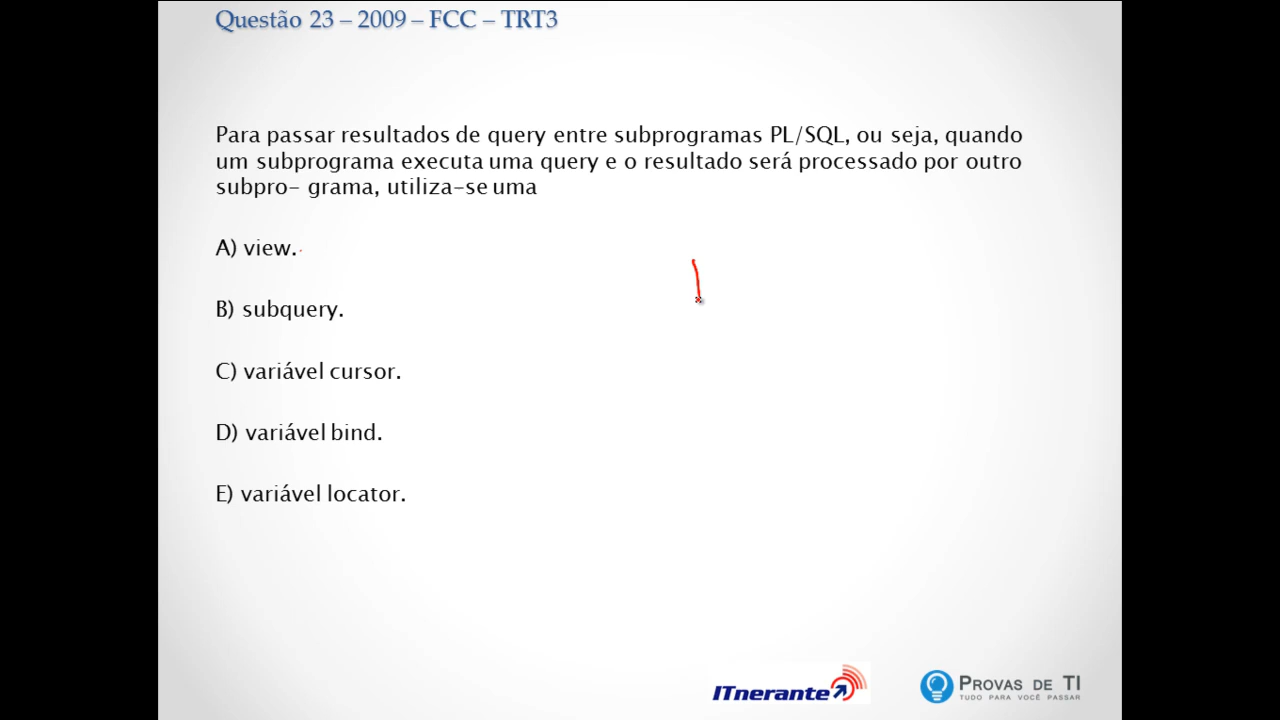 Questão 23 – 2009 – FCC – TRT3
Para passar resultados de query entre subprogramas PL/SQL, ou seja, quando
um subprograma executa uma query e o resultado será processado por outro
subpro- grama, utiliza-se uma
A) view.
B) subquery.
C) variável cursor.
D) variável bind.
E) variável locator.
ITnerante
PROVAS DE TI
TUDO PARA VOCÊ PASSAR